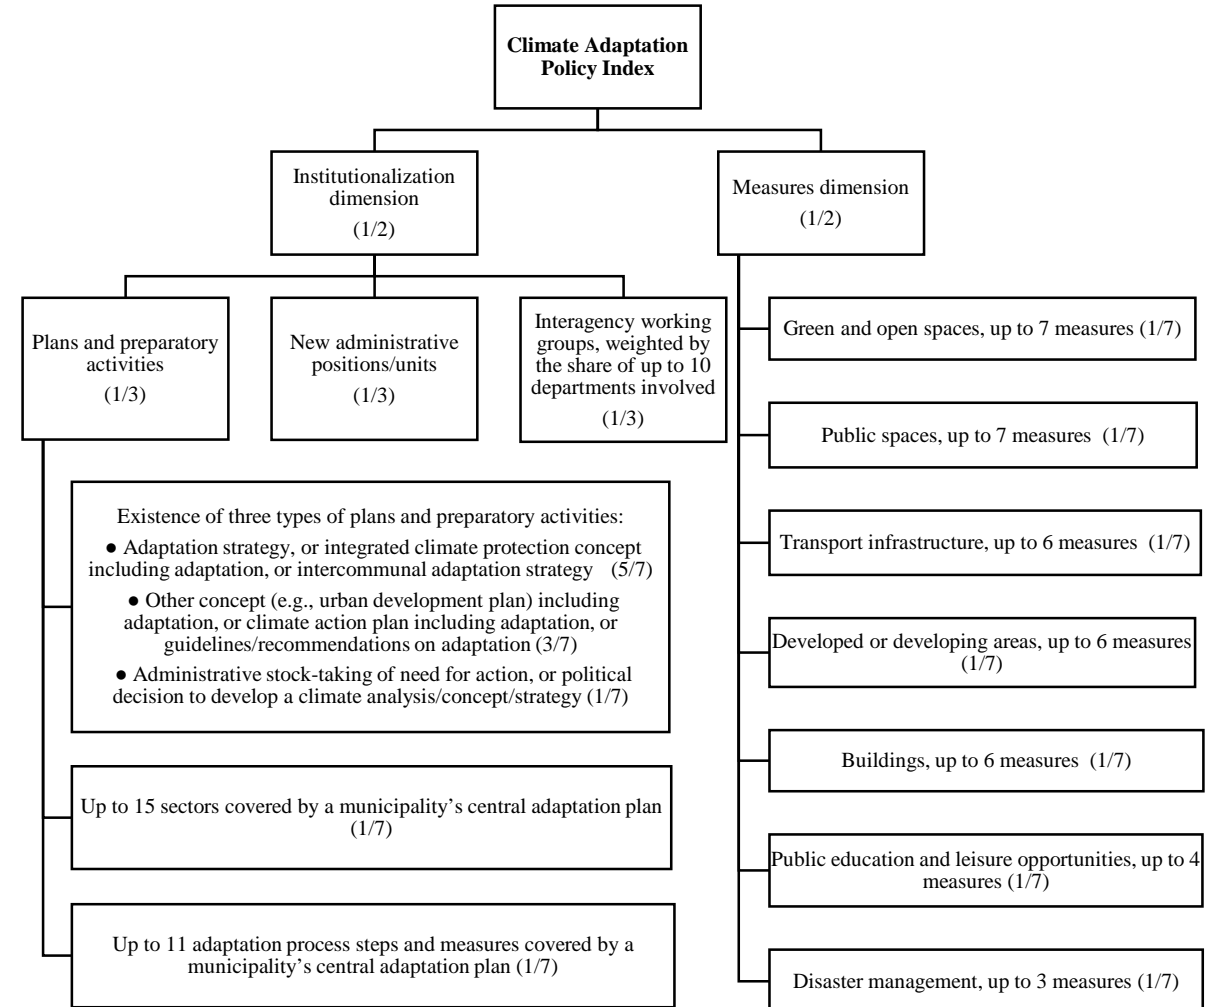 Climate Adaptation
Policy Index
Institutionalization
dimension
(1/2)
Measures dimension
(1/2)
Plans and preparatory
activities
(1/3)
New administrative
positions/units
(1/3)
Interagency working
groups, weighted by
the share of up to 10
departments involved
(1/3)
Existence of three types of plans and preparatory activities:
● Adaptation strategy, or integrated climate protection concept
including adaptation, or intercommunal adaptation strategy (5/7)
● Other concept (e.g., urban development plan) including
adaptation, or climate action plan including adaptation, or
guidelines/recommendations on adaptation (3/7)
● Administrative stock-taking of need for action, or political
decision to develop a climate analysis/concept/strategy (1/7)
Up to 15 sectors covered by a municipality’s central adaptation plan
(1/7)
Up to 11 adaptation process steps and measures covered by a
municipality’s central adaptation plan (1/7)
Green and open spaces, up to 7 measures (1/7)
Public spaces, up to 7 measures (1/7)
Transport infrastructure, up to 6 measures (1/7)
Developed or developing areas, up to 6 measures
(1/7)
Buildings, up to 6 measures (1/7)
Public education and leisure opportunities, up to 4
measures (1/7)
Disaster management, up to 3 measures (1/7)